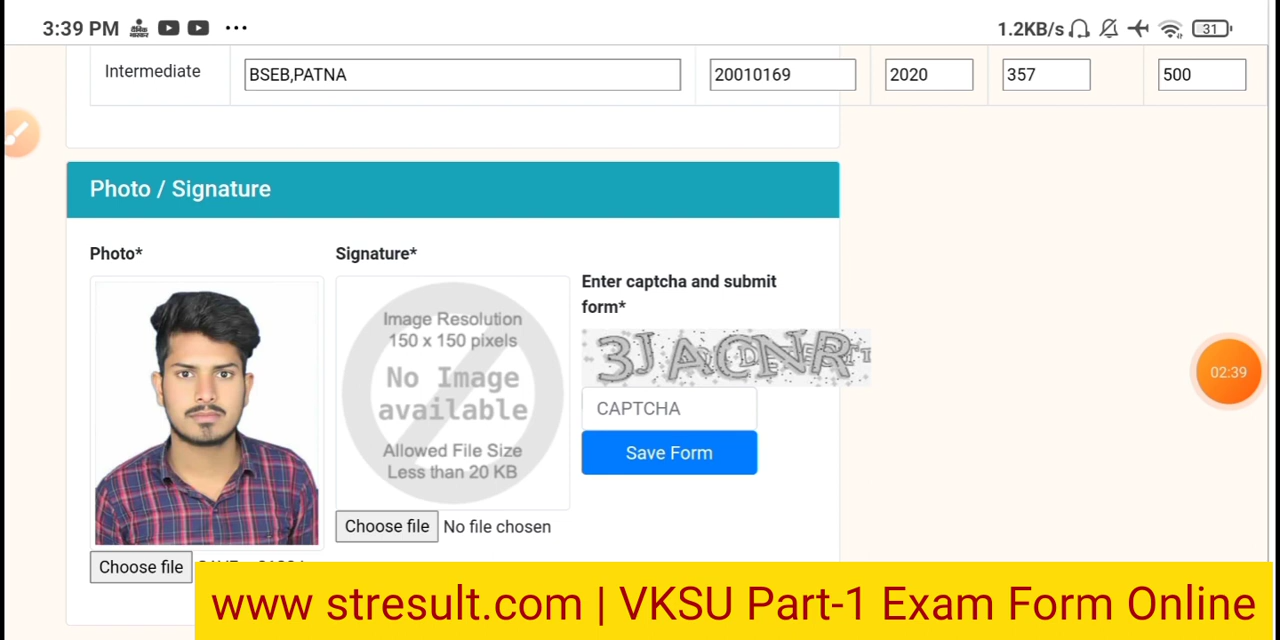 3:39 PM ...
1.2KB/s 31
Intermediate BSEB,PATNA 20010169 2020 357 500
Photo / Signature
Photo*
Signature*
Enter captcha and submit
form*
Image Resolution
150 x 150 pixels
No Image
available
Allowed File Size
Less than 20 KB
3JACNR
CAPTCHA
Save Form
02:39
Choose file No file chosen
Choose file
www stresult.com | VKSU Part-1 Exam Form Online